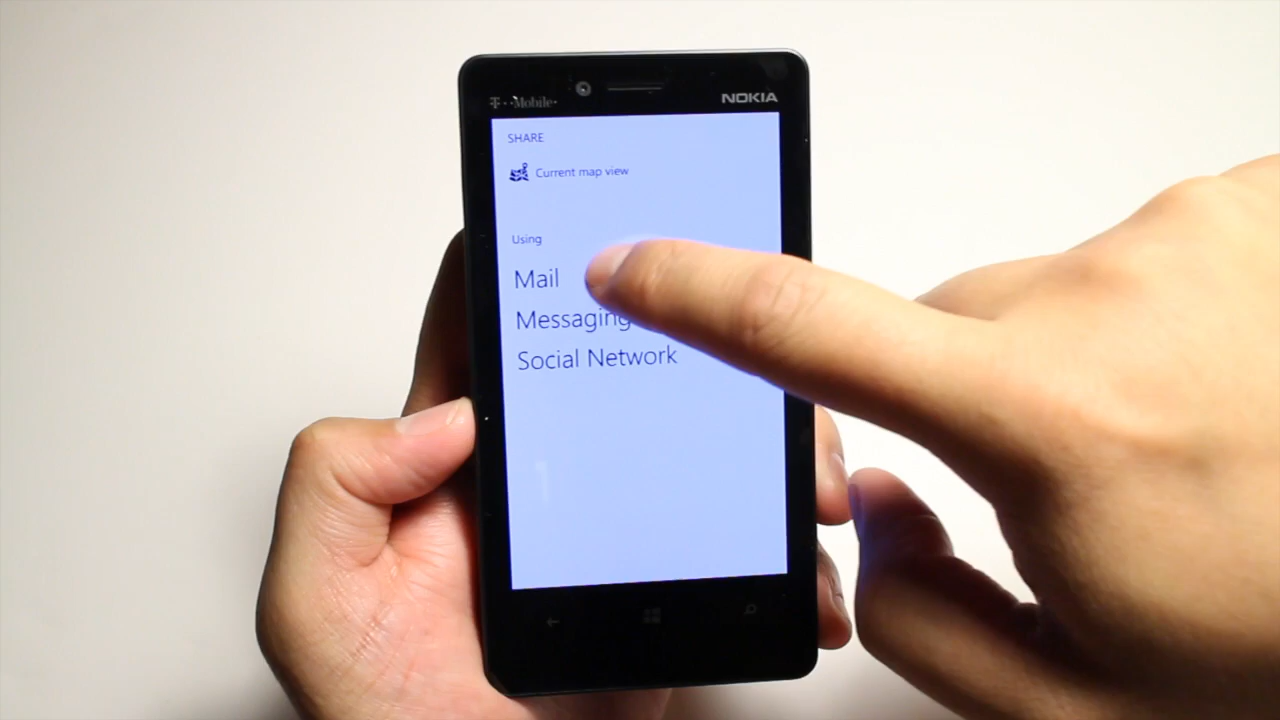 T··Mobile·
NOKIA
SHARE
Current map view
Using
Mail
Messaging
Social Network